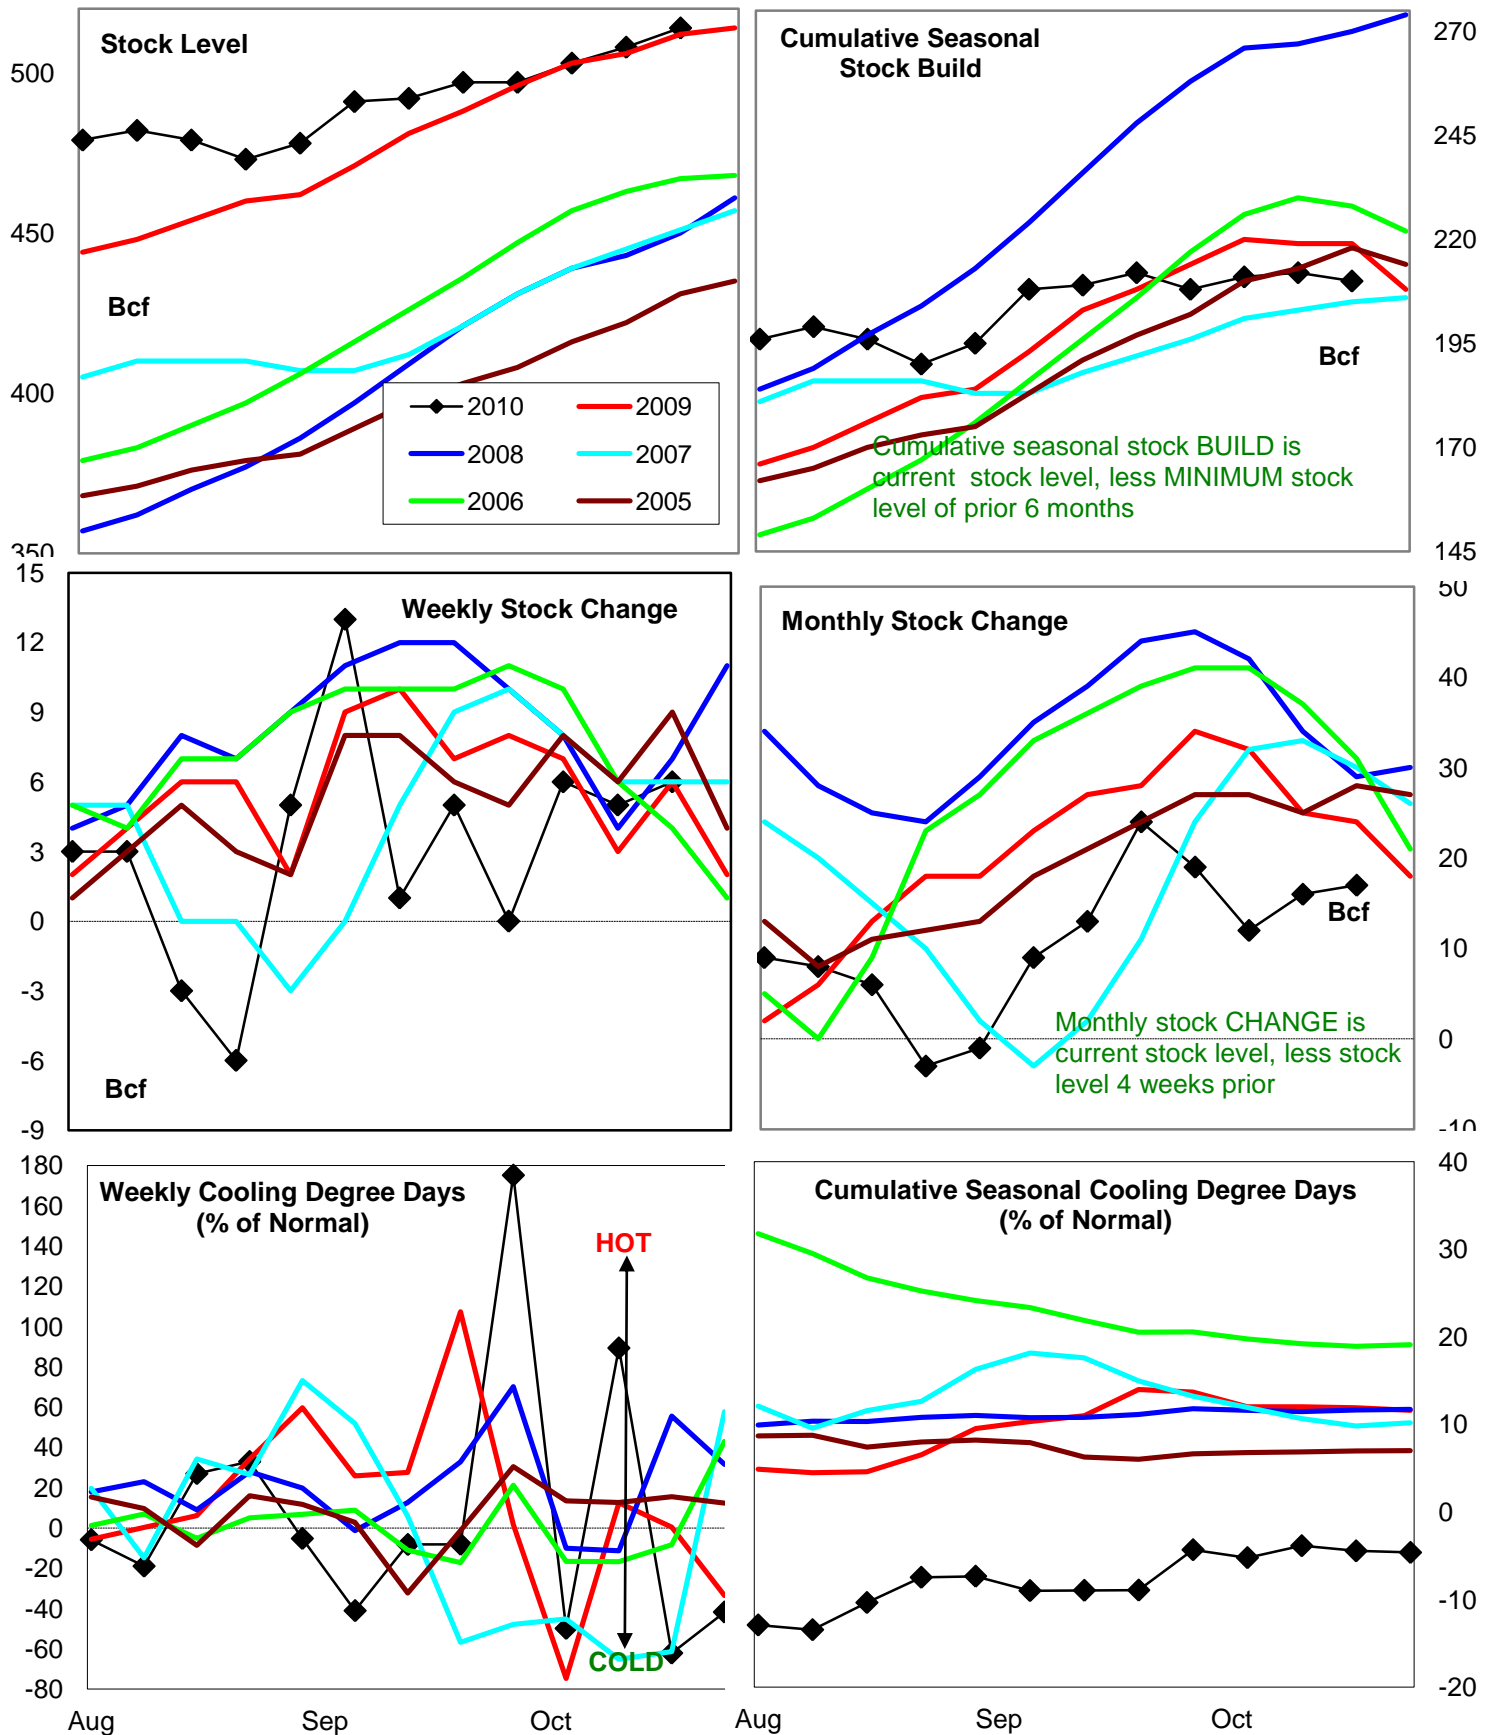 Stock Level
500
450
400
350
Bcf
2010
2009
2008
2007
2006
2005
Cumulative Seasonal
Stock Build
270
245
220
195
170
145
Bcf
Cumulative seasonal stock BUILD is
current stock level, less MINIMUM stock
level of prior 6 months
Weekly Stock Change
15
12
9
6
3
0
-3
-6
-9
Bcf
Monthly Stock Change
50
40
30
20
10
0
-10
Bcf
Monthly stock CHANGE is
current stock level, less stock
level 4 weeks prior
Weekly Cooling Degree Days
(% of Normal)
180
160
140
120
100
80
60
40
20
0
-20
-40
-60
-80
HOT
COLD
Aug
Sep
Oct
Cumulative Seasonal Cooling Degree Days
(% of Normal)
40
30
20
10
0
-10
-20
Aug
Sep
Oct